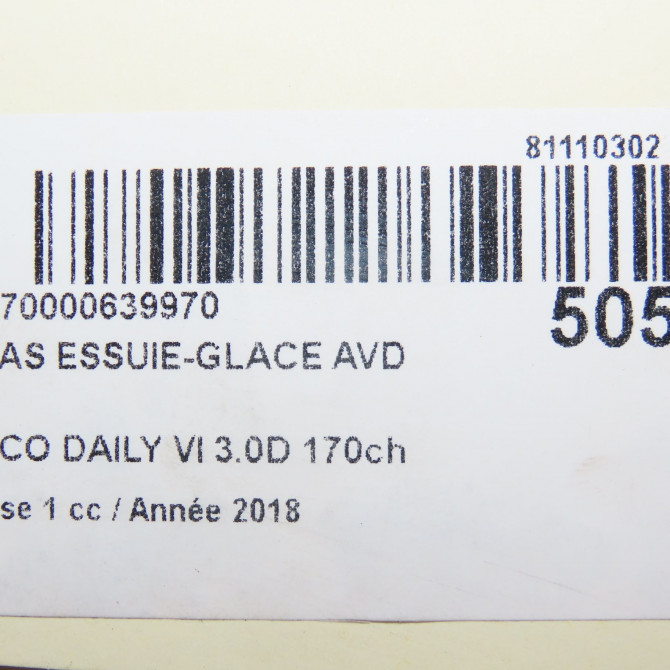 81110302
70000639970
505
AS ESSUIE-GLACE AVD
CO DAILY VI 3.0D 170ch
se 1 cc / Année 2018